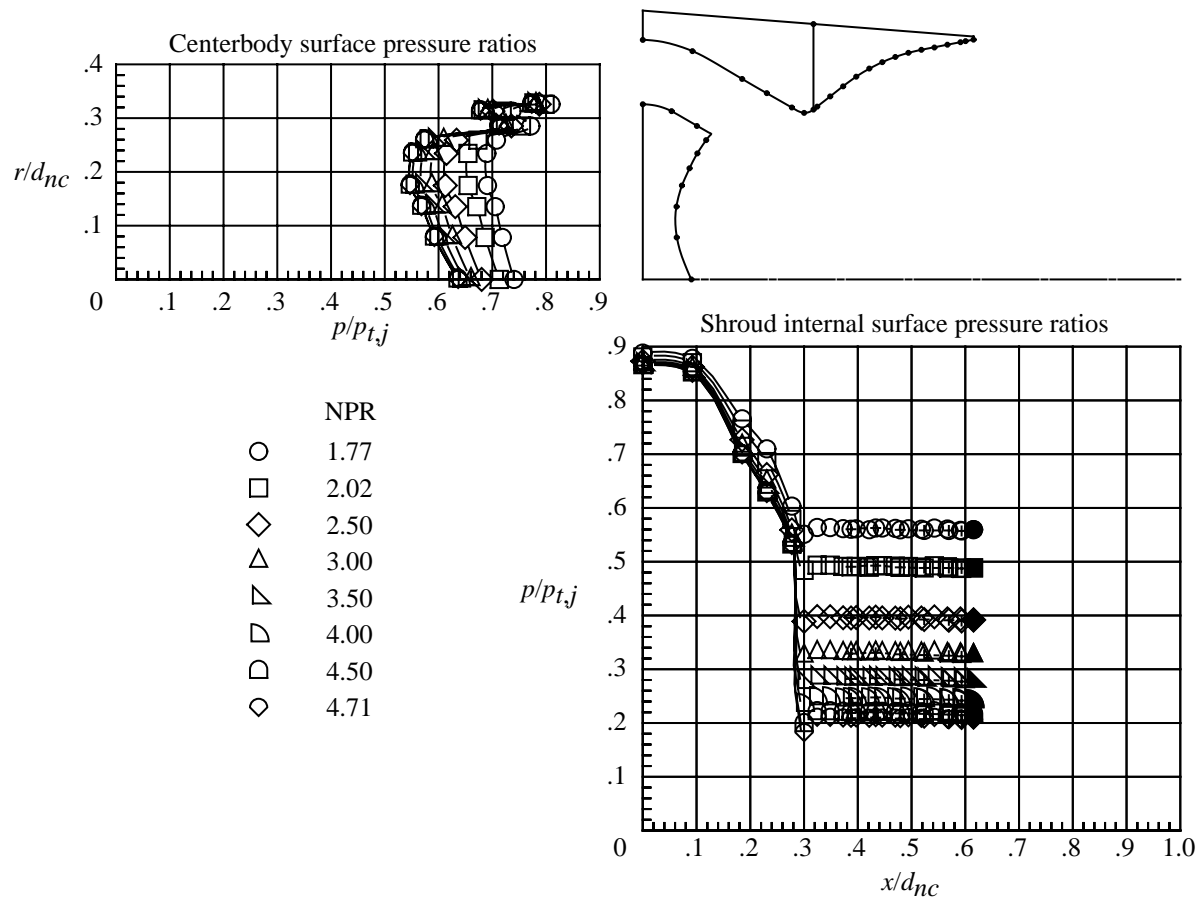 Centerbody surface pressure ratios
.4
.3
.2
.1
r/dnc
0 .1 .2 .3 .4 .5 .6 .7 .8 .9
p/pt,j
NPR
1.77
2.02
2.50
3.00
3.50
4.00
4.50
4.71
Shroud internal surface pressure ratios
.9
.8
.7
.6
.5
.4
.3
.2
.1
p/pt,j
0 .1 .2 .3 .4 .5 .6 .7 .8 .9 1.0
x/dnc